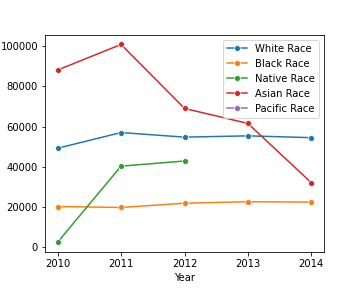 100000
80000
60000
40000
20000
0
2010 2011 2012 2013 2014
Year
White Race
Black Race
Native Race
Asian Race
Pacific Race